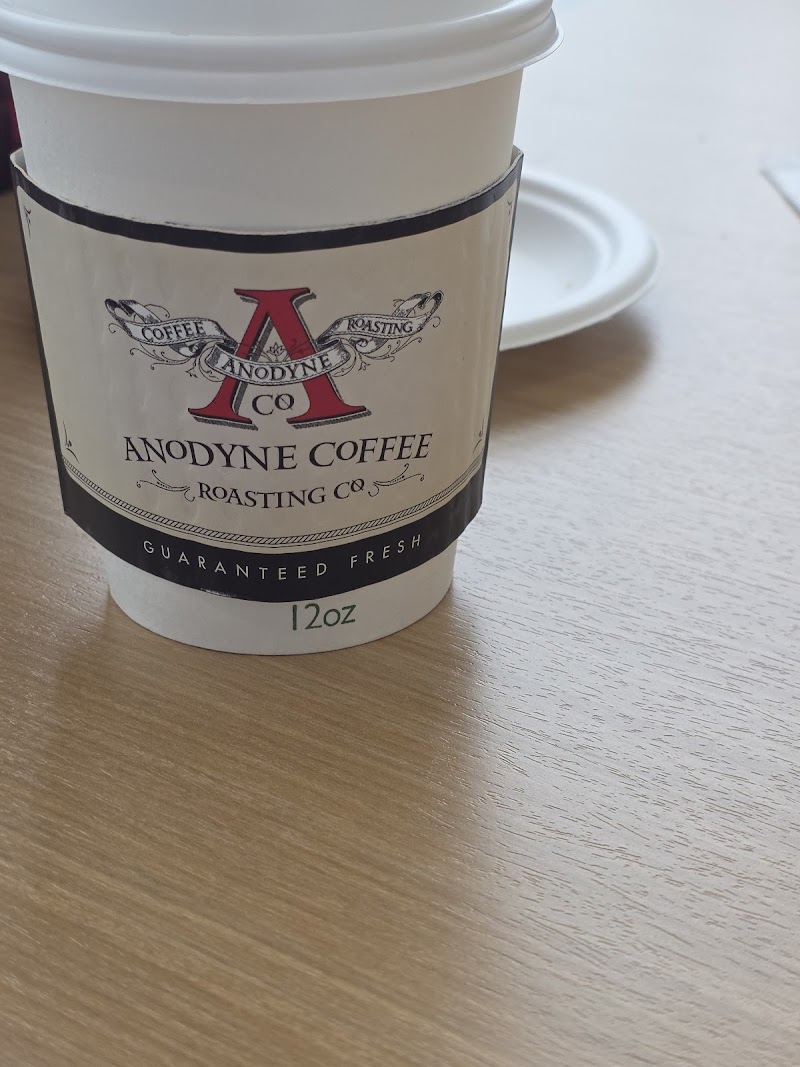 COFFEE
ROASTING
ANODYNE
CO
ANODYNE COFFEE
ROASTING CO
GUARANTEED FRESH
12oz